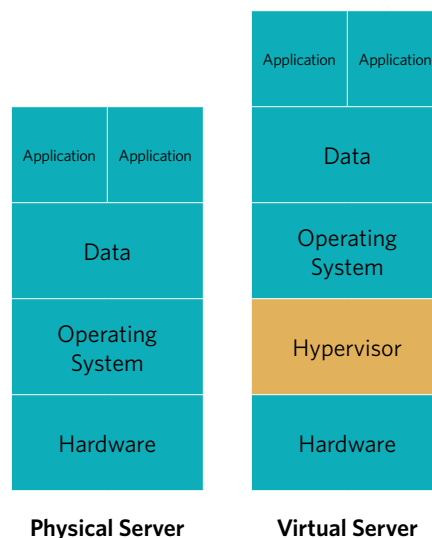 Application Application
Data
Operating
System
Hardware
Physical Server
Application Application
Data
Operating
System
Hypervisor
Hardware
Virtual Server